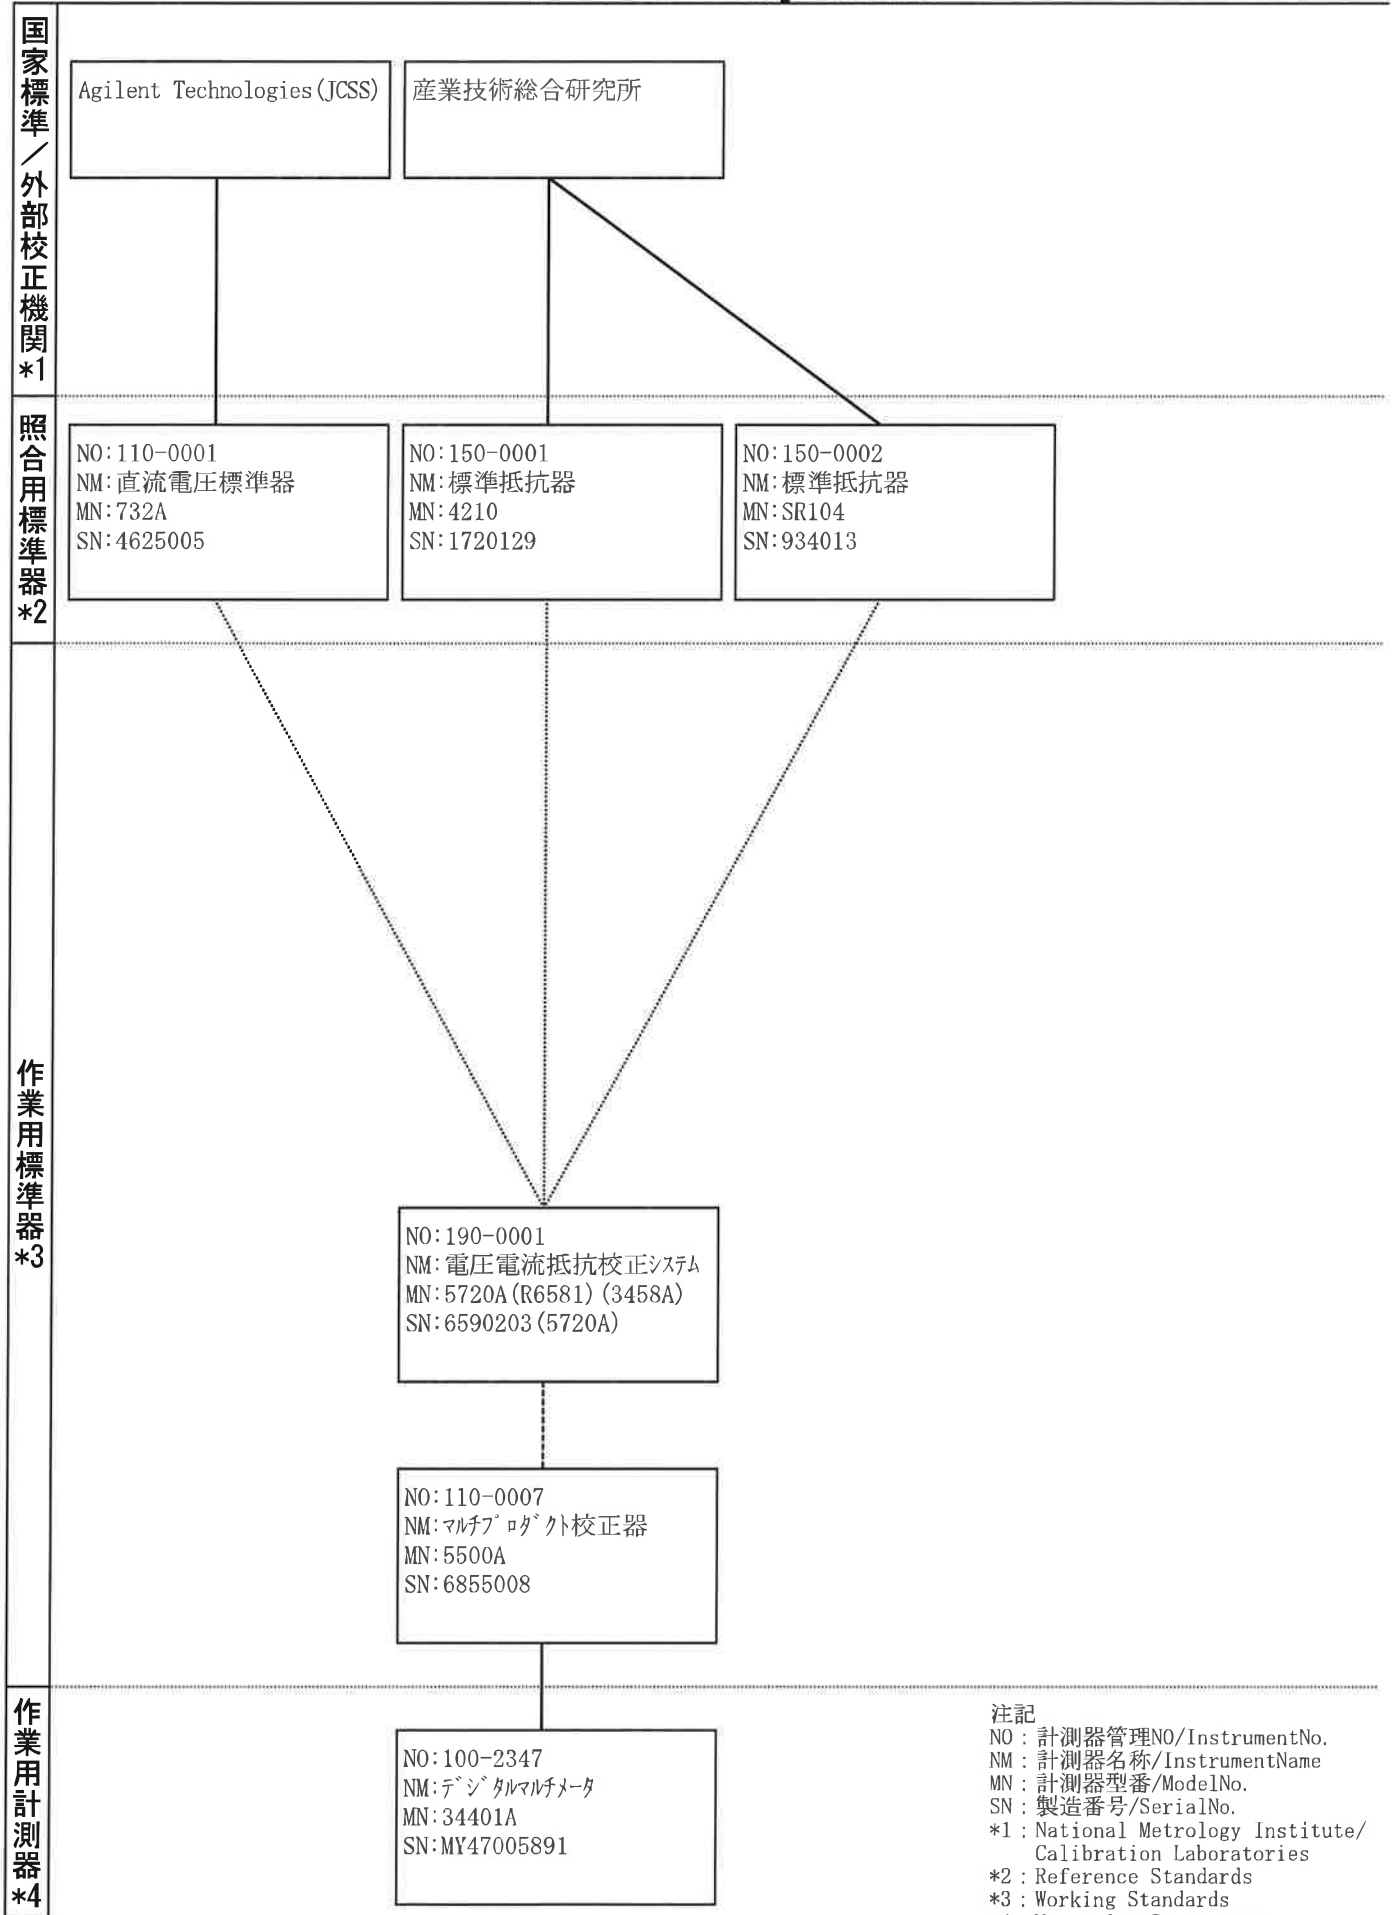 国家標準／外部校正機関*1
Agilent Technologies(JCSS)
産業技術総合研究所
照合用標準器*2
NO:110-0001
NM:直流電圧標準器
MN:732A
SN:4625005
NO:150-0001
NM:標準抵抗器
MN:4210
SN:1720129
NO:150-0002
NM:標準抵抗器
MN:SR104
SN:934013
作業用標準器*3
NO:190-0001
NM:電圧電流抵抗校正ｼｽﾃﾑ
MN:5720A(R6581)(3458A)
SN:6590203(5720A)
NO:110-0007
NM:ﾏﾙﾁﾌﾟﾛﾀﾞｸﾄ校正器
MN:5500A
SN:6855008
作業用計測器*4
NO:100-2347
NM:ﾃﾞｼﾞﾀﾙﾏﾙﾁﾒｰﾀ
MN:34401A
SN:MY47005891
注記
NO：計測器管理NO/InstrumentNo.
NM：計測器名称/InstrumentName
MN：計測器型番/ModelNo.
SN：製造番号/SerialNo.
*1：National Metrology Institute/
Calibration Laboratories
*2：Reference Standards
*3：Working Standards